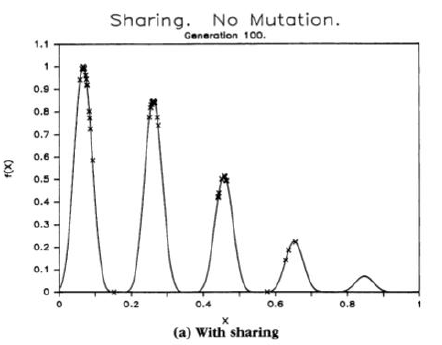 Sharing. No Mutation.
Generation 100.
1.1
1
0.9
0.8
0.7
0.6
0.5
0.4
0.3
0.2
0.1
0
f(X)
0 0.2 0.4 0.6 0.8 1
X
(a) With sharing